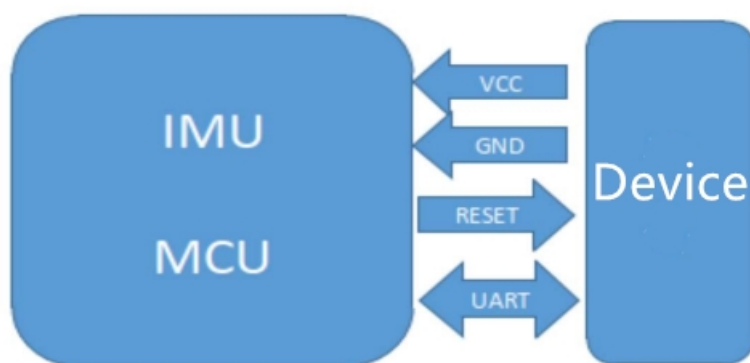 IMU
MCU
VCC
GND
RESET
UART
Device